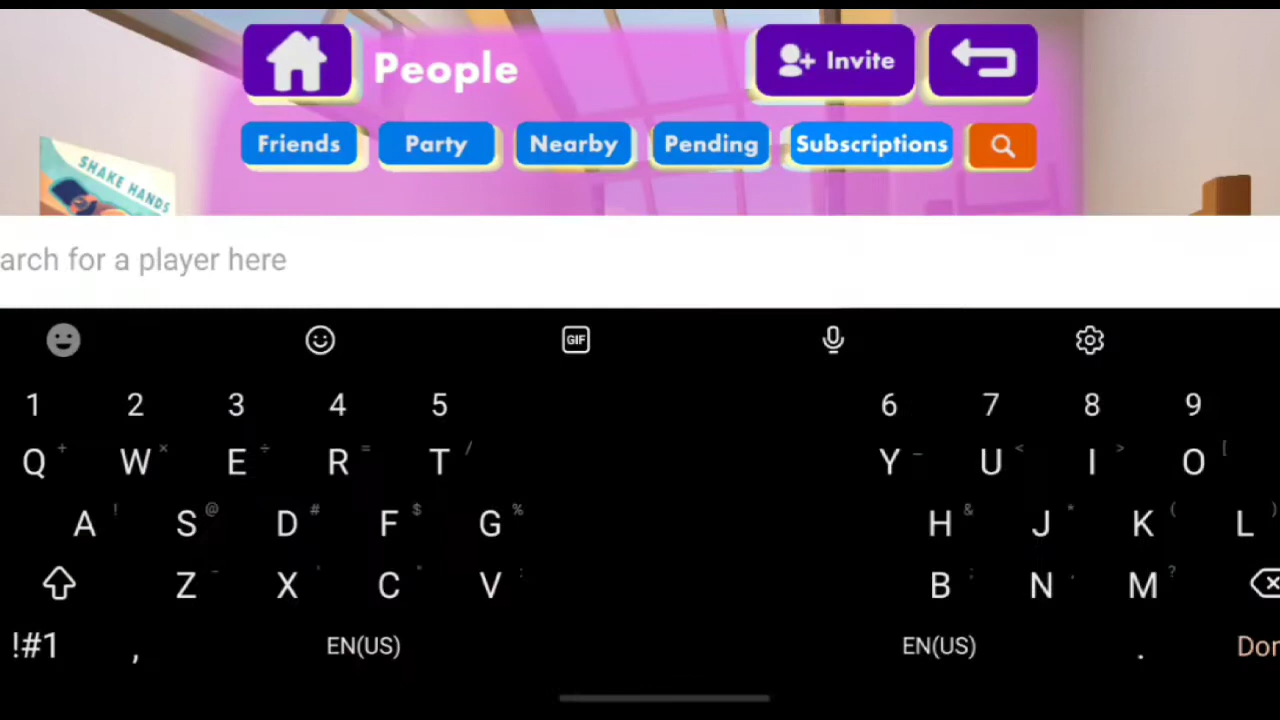 People
Invite
Friends
Party
Nearby
Pending
Subscriptions
SHAKE HANDS
arch for a player here
GIF
1 2 3 4 5 6 7 8 9
Q + W × E ÷ R = T / Y _ U < I > O [
A ! S @ D # F $ G % H & J * K ( L )
Z - X ' C " V : B ; N , M ?
!#1 , EN(US) EN(US) . Don